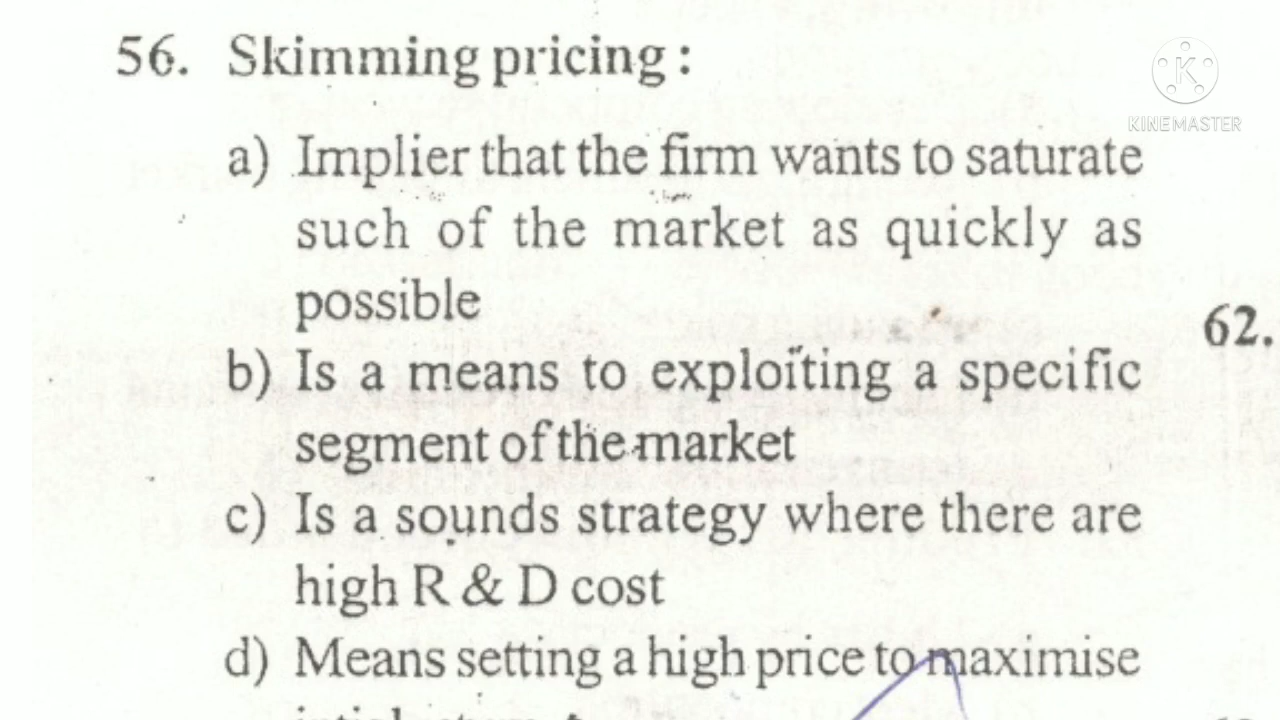 56. Skimming pricing :
KINEMASTER
a) Implier that the firm wants to saturate
such of the market as quickly as
possible
62.
b) Is a means to exploiting a specific
segment of the market
c) Is a sounds strategy where there are
high R & D cost
d) Means setting a high price to maximise